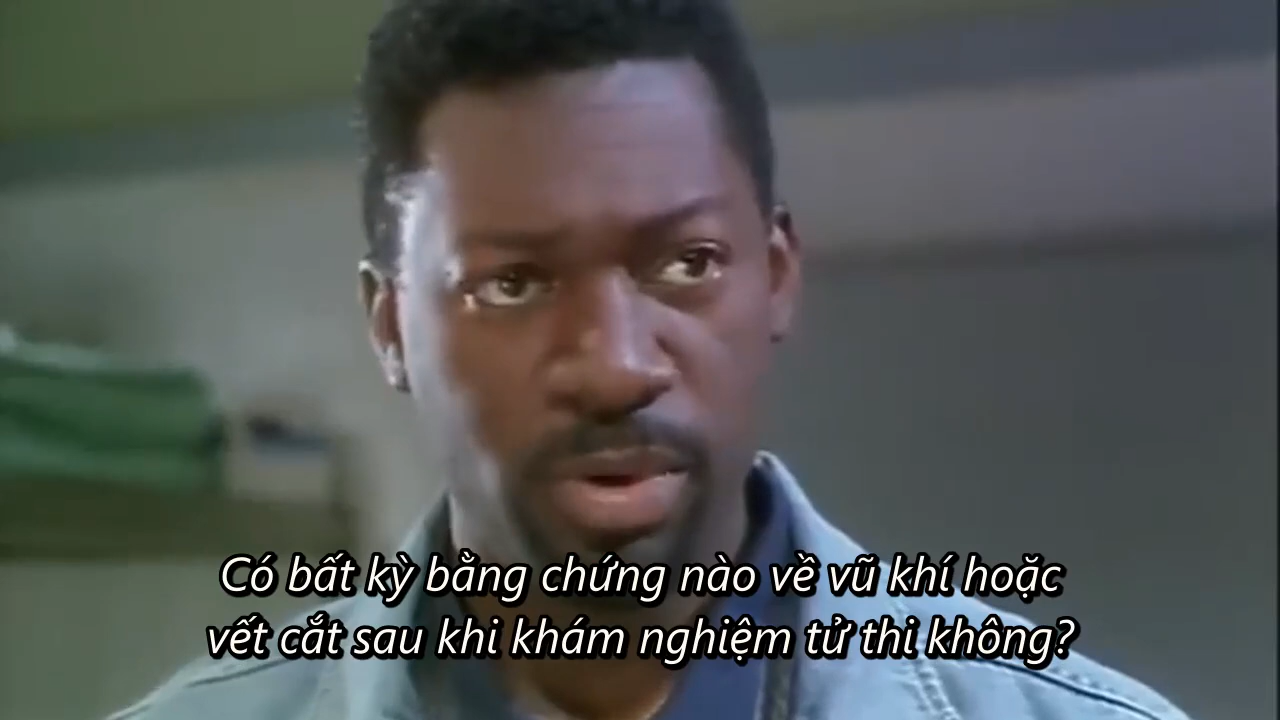 Có bất kỳ bằng chứng nào về vũ khí hoặc
vết cắt sau khi khám nghiệm tử thi không?